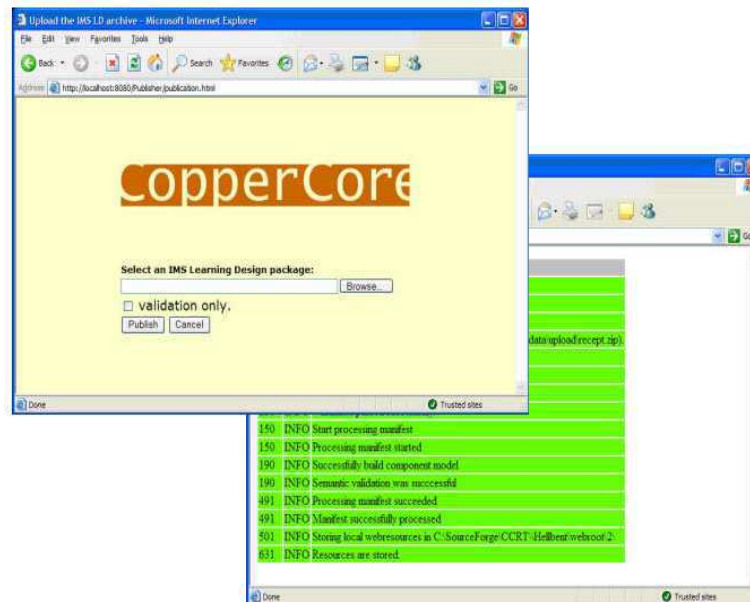 Upload the IMS LD archive - Microsoft Internet Explorer
File Edit View Favorites Tools Help
Back Search Favorites
Address http://localhost:8080/Publisher/publication.html Go
CopperCore
Select an IMS Learning Design package:
Browse...
validation only.
Publish Cancel
Done Trusted sites
Go
data\upload\recept.zip).
150 INFO Start processing manifest
150 INFO Processing manifest started
190 INFO Successfully build component model
190 INFO Semantic validation was succcessful
491 INFO Processing manifest succeeded
491 INFO Manifest successfully processed
501 INFO Storing local webresources in C:\SourceForge\CCRT\\Hellbent\webroot\2\
631 INFO Resources are stored.
Done Trusted sites